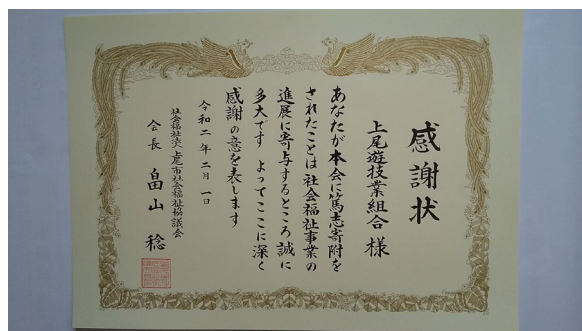 感謝状
上尾遊技業組合 様
あなたが本会に篤志寄附を
されたことは社会福祉事業の
進展に寄与するところ誠に
多大です よってここに深く
感謝の意を表します
令和二年二月一日
社会福祉法人上尾市社会福祉協議会
会長 畠山 稔